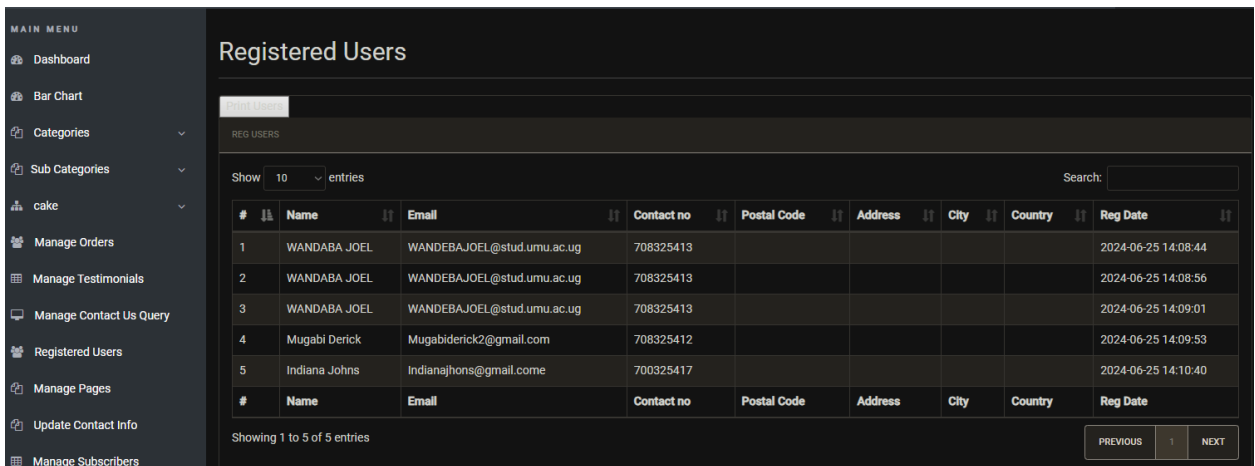 MAIN MENU
Dashboard
Bar Chart
Categories
Sub Categories
cake
Manage Orders
Manage Testimonials
Manage Contact Us Query
Registered Users
Manage Pages
Update Contact Info
Manage Subscribers
Registered Users
Print Users
REG USERS
Show 10 entries Search:
# Name Email Contact no Postal Code Address City Country Reg Date
1 WANDABA JOEL WANDEBAJOEL@stud.umu.ac.ug 708325413 2024-06-25 14:08:44
2 WANDABA JOEL WANDEBAJOEL@stud.umu.ac.ug 708325413 2024-06-25 14:08:56
3 WANDABA JOEL WANDEBAJOEL@stud.umu.ac.ug 708325413 2024-06-25 14:09:01
4 Mugabi Derick Mugabiderick2@gmail.com 708325412 2024-06-25 14:09:53
5 Indiana Johns Indianajhons@gmail.come 700325417 2024-06-25 14:10:40
# Name Email Contact no Postal Code Address City Country Reg Date
Showing 1 to 5 of 5 entries
PREVIOUS 1 NEXT